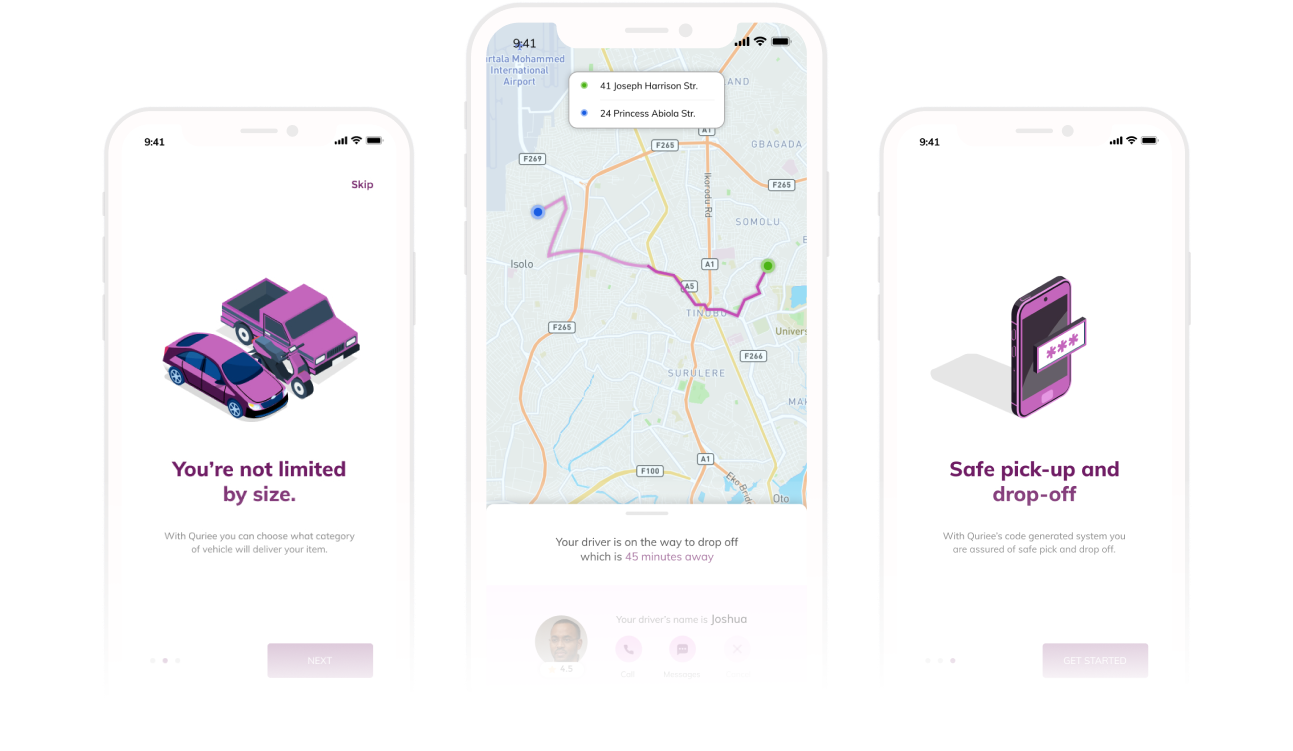 9:41
Skip
You're not limited
by size.
With Quriee you can choose what category
of vehicle will deliver your item.
NEXT
9:41
rtala Mohammed
International
Airport
41 Joseph Harrison Str.
24 Princess Abiola Str.
AND
A1
F265
GBAGADA
F269
F265
Ikorodu Rd
SOMOLU
Isolo
A1
A5
TINUBU
F265
Univers
F266
SURULERE
MAK
A1
F100
Eko Bridge
Oto
Your driver is on the way to drop off
which is 45 minutes away
Your driver's name is Joshua
4.5
Call
Messages
9:41
Safe pick-up and
drop-off
With Quriee's code generated system you
are assured of safe pick and drop off.
GET STARTED